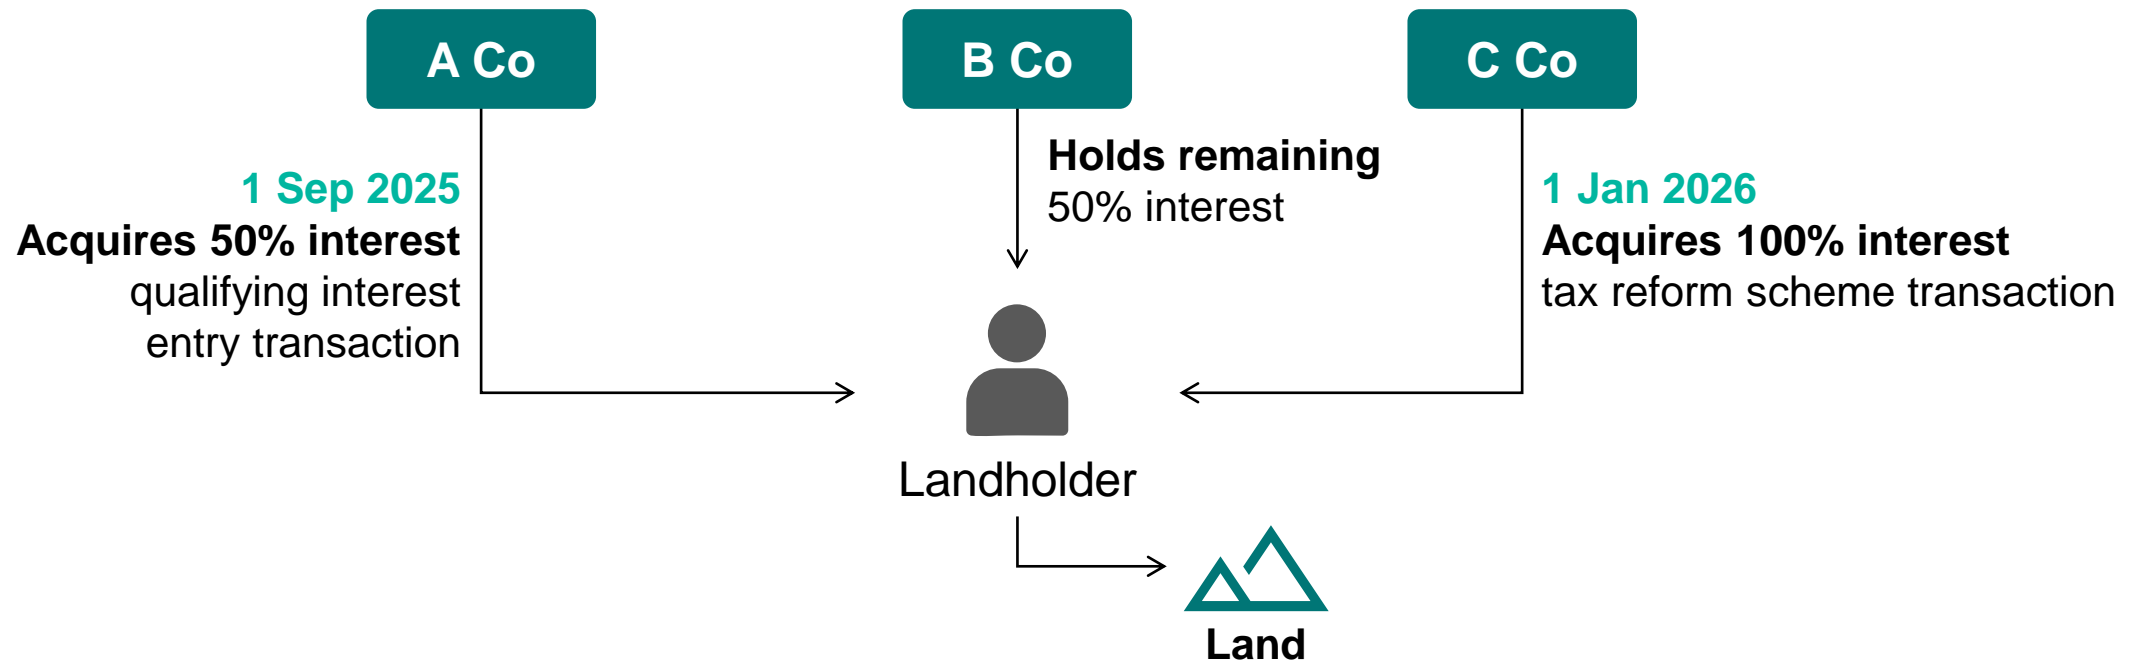 A Co
B Co
C Co
1 Sep 2025
Acquires 50% interest
qualifying interest
entry transaction
Holds remaining
50% interest
1 Jan 2026
Acquires 100% interest
tax reform scheme transaction
Landholder
Land